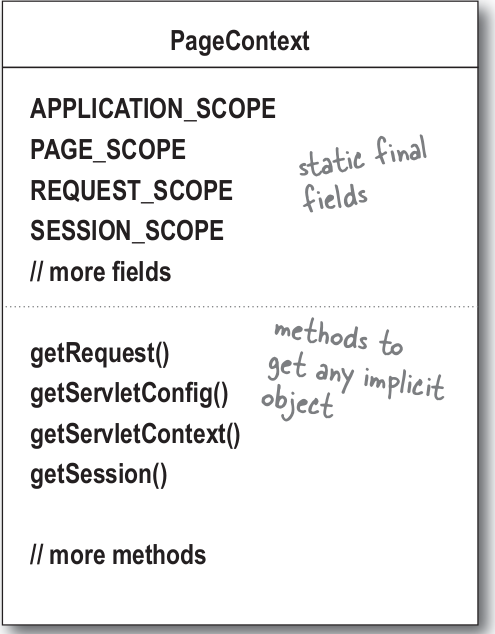 PageContext
APPLICATION_SCOPE
PAGE_SCOPE
REQUEST_SCOPE
SESSION_SCOPE
// more fields
static final
fields
getRequest()
getServletConfig()
getServletContext()
getSession()
// more methods
methods to
get any implicit
object